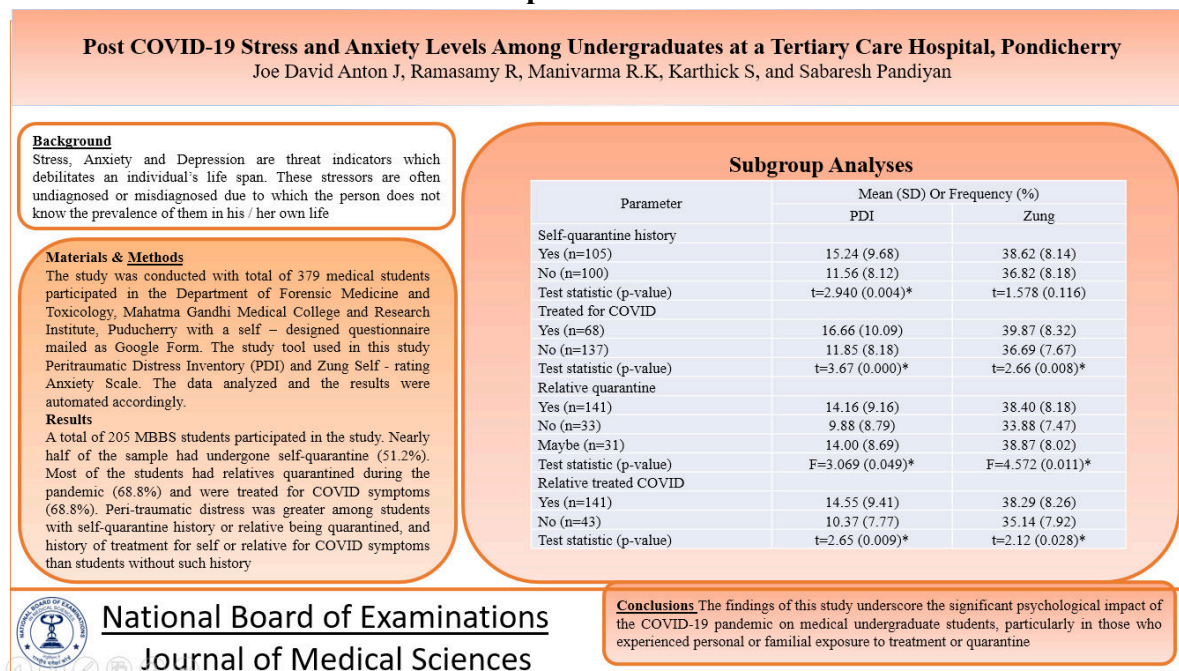 Post COVID-19 Stress and Anxiety Levels Among Undergraduates at a Tertiary Care Hospital, Pondicherry
Joe David Anton J, Ramasamy R, Manivarma R.K, Karthick S, and Sabaresh Pandiyan
Background
Stress, Anxiety and Depression are threat indicators which
debilitates an individual's life span. These stressors are often
undiagnosed or misdiagnosed due to which the person does not
know the prevalence of them in his / her own life
Materials & Methods
The study was conducted with total of 379 medical students
participated in the Department of Forensic Medicine and
Toxicology, Mahatma Gandhi Medical College and Research
Institute, Puducherry with a self – designed questionnaire
mailed as Google Form. The study tool used in this study
Peritraumatic Distress Inventory (PDI) and Zung Self - rating
Anxiety Scale. The data analyzed and the results were
automated accordingly.
Results
A total of 205 MBBS students participated in the study. Nearly
half of the sample had undergone self-quarantine (51.2%).
Most of the students had relatives quarantined during the
pandemic (68.8%) and were treated for COVID symptoms
(68.8%). Peri-traumatic distress was greater among students
with self-quarantine history or relative being quarantined, and
history of treatment for self or relative for COVID symptoms
than students without such history
Subgroup Analyses
Parameter Mean (SD) Or Frequency (%)
PDI Zung
Self-quarantine history
Yes (n=105) 15.24 (9.68) 38.62 (8.14)
No (n=100) 11.56 (8.12) 36.82 (8.18)
Test statistic (p-value) t=2.940 (0.004)* t=1.578 (0.116)
Treated for COVID
Yes (n=68) 16.66 (10.09) 39.87 (8.32)
No (n=137) 11.85 (8.18) 36.69 (7.67)
Test statistic (p-value) t=3.67 (0.000)* t=2.66 (0.008)*
Relative quarantine
Yes (n=141) 14.16 (9.16) 38.40 (8.18)
No (n=33) 9.88 (8.79) 33.88 (7.47)
Maybe (n=31) 14.00 (8.69) 38.87 (8.02)
Test statistic (p-value) F=3.069 (0.049)* F=4.572 (0.011)*
Relative treated COVID
Yes (n=141) 14.55 (9.41) 38.29 (8.26)
No (n=43) 10.37 (7.77) 35.14 (7.92)
Test statistic (p-value) t=2.65 (0.009)* t=2.12 (0.028)*
NATIONAL BOARD OF EXAMINATIONS
IN MEDICAL SCIENCES
National Board of Examinations
Journal of Medical Sciences
Conclusions The findings of this study underscore the significant psychological impact of
the COVID-19 pandemic on medical undergraduate students, particularly in those who
experienced personal or familial exposure to treatment or quarantine